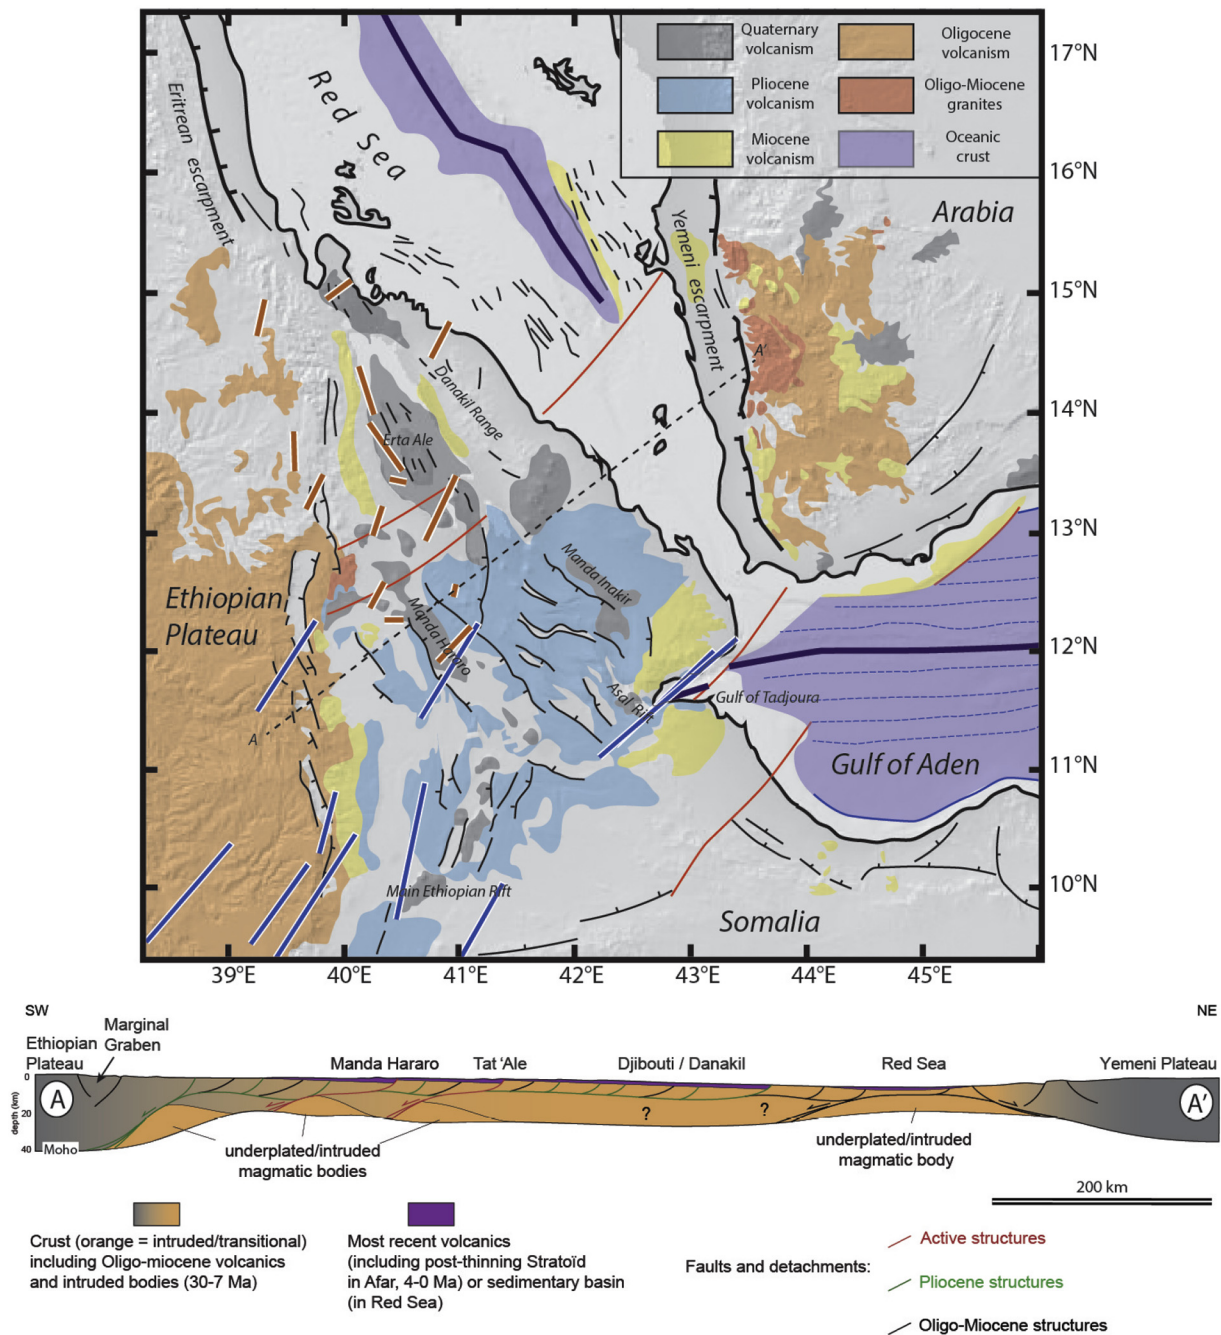 Quaternary
volcanism
Oligocene
volcanism
Pliocene
volcanism
Oligo-Miocene
granites
Miocene
volcanism
Oceanic
crust
17°N
16°N
15°N
14°N
13°N
12°N
11°N
10°N
Red Sea
Eritrean escarpment
Yemeni escarpment
Arabia
A'
Danakil Range
Erta Ale
Ethiopian
Plateau
Manda Inakir
Manda Hararo
Asal Rift
Gulf of Tadjoura
A
Gulf of Aden
Main Ethiopian Rift
Somalia
39°E
40°E
41°E
42°E
43°E
44°E
45°E
SW
NE
Marginal
Graben
Ethiopian
Plateau
Manda Hararo
Tat 'Ale
Djibouti / Danakil
Red Sea
Yemeni Plateau
0
20
40
depth (km)
A
A'
Moho
?
?
underplated/intruded
magmatic bodies
underplated/intruded
magmatic body
200 km
Crust (orange = intruded/transitional)
including Oligo-miocene volcanics
and intruded bodies (30-7 Ma)
Most recent volcanics
(including post-thinning Stratoïd
in Afar, 4-0 Ma) or sedimentary basin
(in Red Sea)
Faults and detachments:
Active structures
Pliocene structures
Oligo-Miocene structures